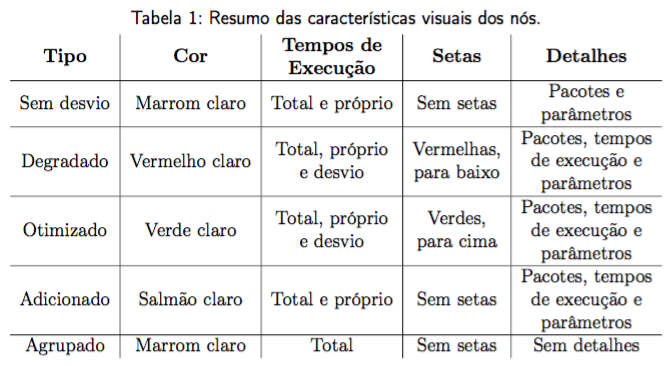 Tabela 1: Resumo das características visuais dos nós.
Tipo Cor Tempos de Execução Setas Detalhes
Sem desvio Marrom claro Total e próprio Sem setas Pacotes e parâmetros
Degradado Vermelho claro Total, próprio e desvio Vermelhas, para baixo Pacotes, tempos de execução e parâmetros
Otimizado Verde claro Total, próprio e desvio Verdes, para cima Pacotes, tempos de execução e parâmetros
Adicionado Salmão claro Total e próprio Sem setas Pacotes, tempos de execução e parâmetros
Agrupado Marrom claro Total Sem setas Sem detalhes